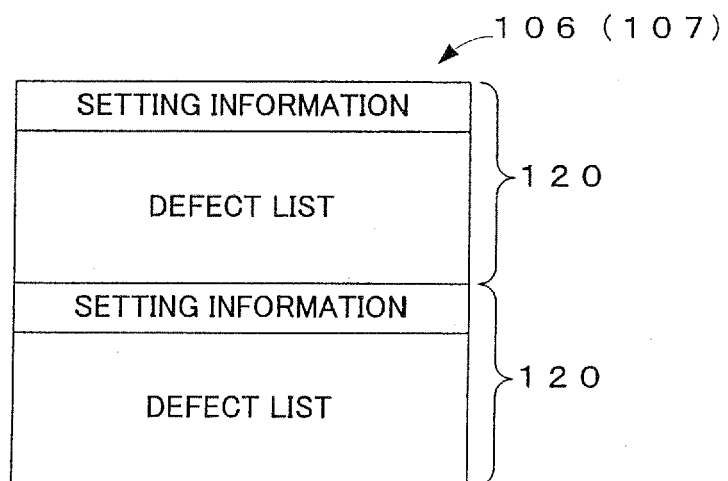 106 (107)
SETTING INFORMATION
DEFECT LIST
120
SETTING INFORMATION
DEFECT LIST
120